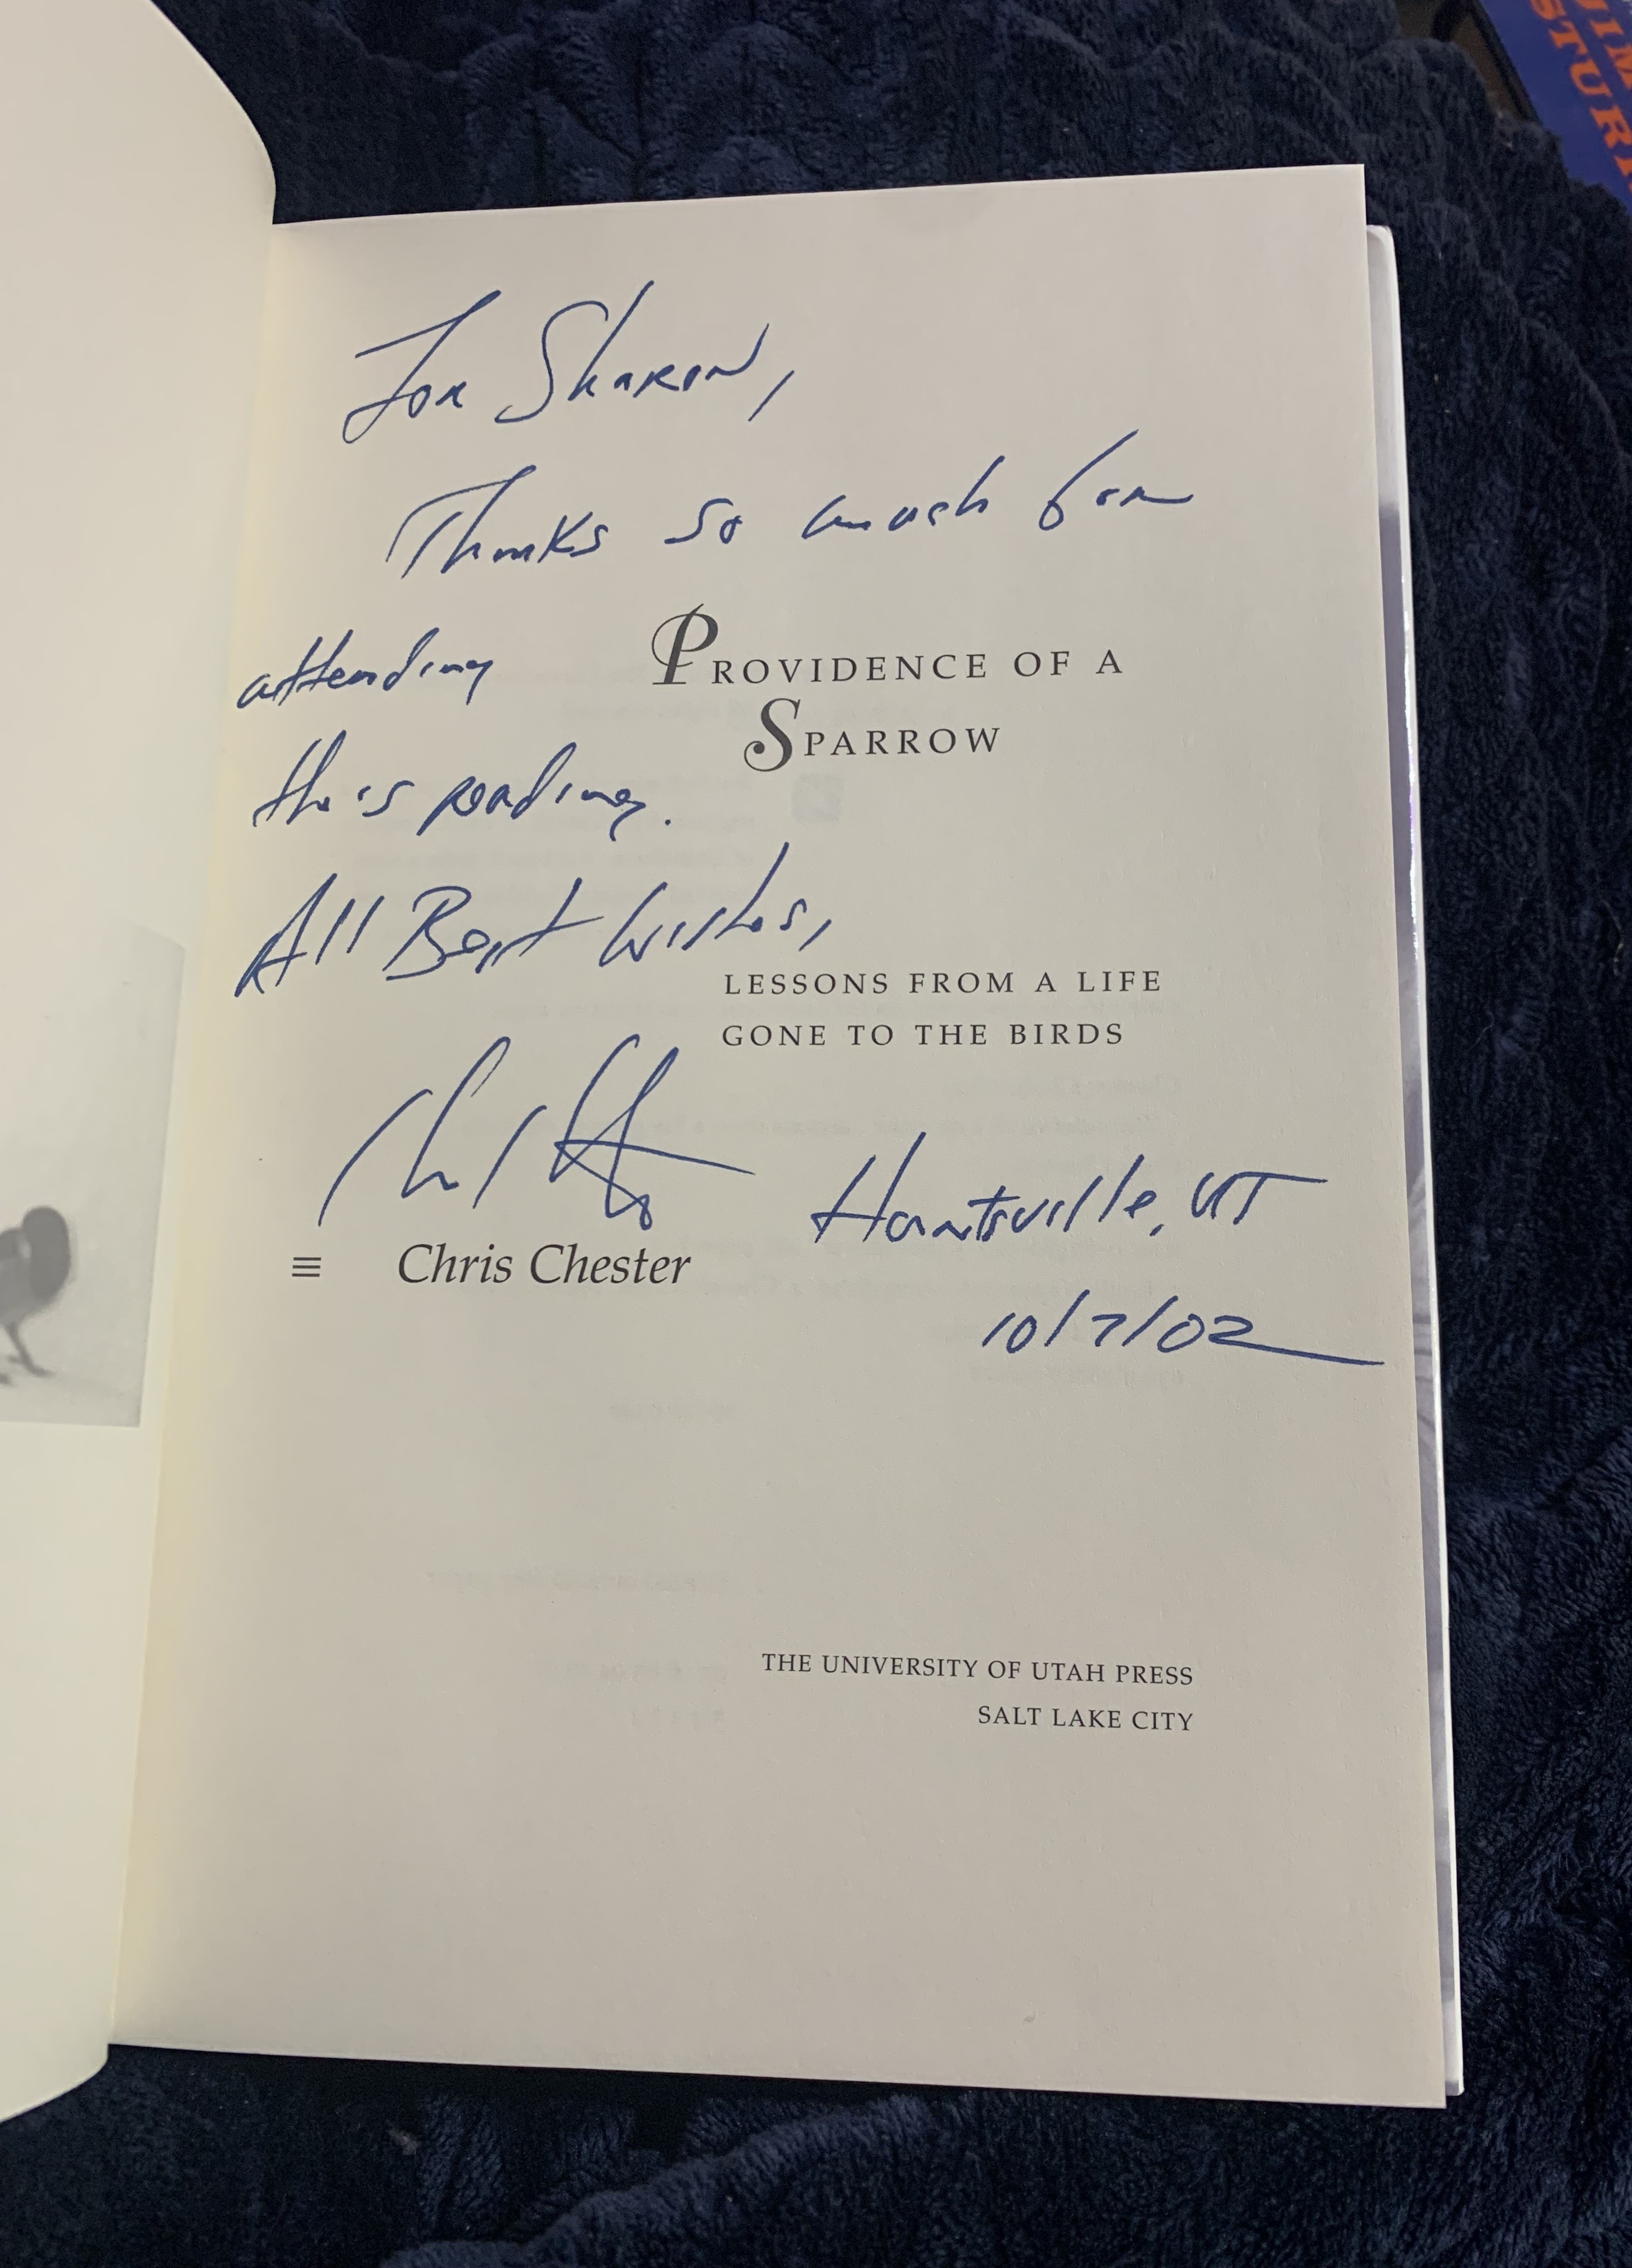 For Sharon,
Thanks so much for
attending
PROVIDENCE OF A
SPARROW
this reading.
All Best Wishes,
LESSONS FROM A LIFE
GONE TO THE BIRDS
Huntsville, UT
≡ Chris Chester
10/7/02
THE UNIVERSITY OF UTAH PRESS
SALT LAKE CITY